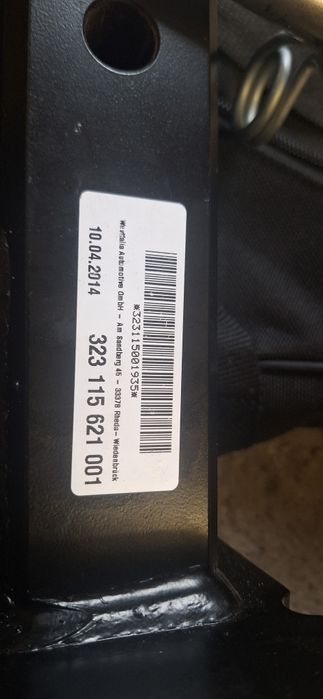 *323115001935*
Westfalia Automotive GmbH - Am Sandberg 45 - 33378 Rheda-Wiedenbrück
10.04.2014 323 115 621 001